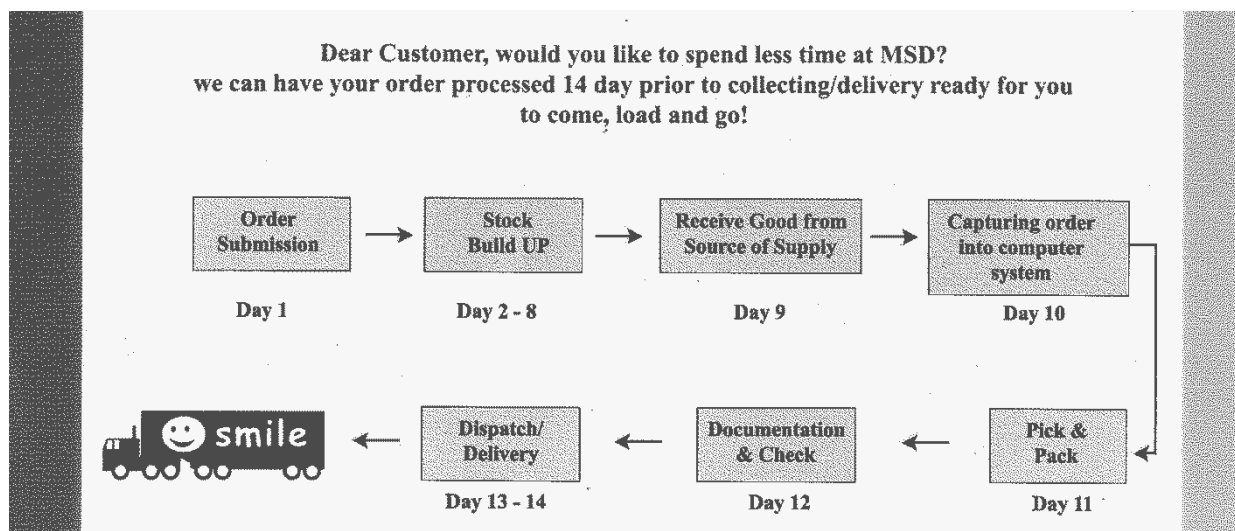 Dear Customer, would you like to spend less time at MSD?
we can have your order processed 14 day prior to collecting/delivery ready for you
to come, load and go!
Order
Submission
Day 1
Stock
Build UP
Day 2 - 8
Receive Good from
Source of Supply
Day 9
Capturing order
into computer
system
Day 10
Pick &
Pack
Day 11
Documentation
& Check
Day 12
Dispatch/
Delivery
Day 13 - 14
smile